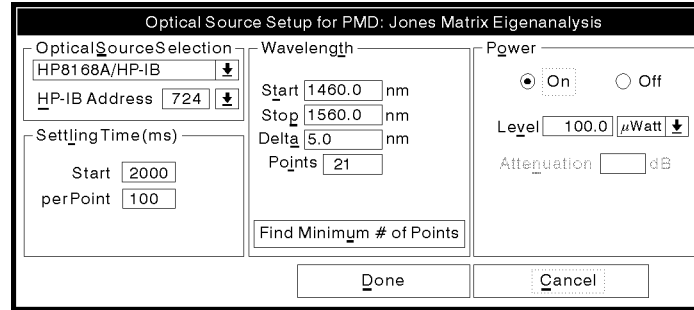 Optical Source Setup for PMD: Jones Matrix Eigenanalysis
Optical Source Selection
HP8168A/HP-IB
HP-IB Address 724
Settling Time (ms)
Start 2000
per Point 100
Wavelength
Start 1460.0 nm
Stop 1560.0 nm
Delta 5.0 nm
Points 21
Find Minimum # of Points
Power
On Off
Level 100.0 µWatt
Attenuation dB
Done Cancel